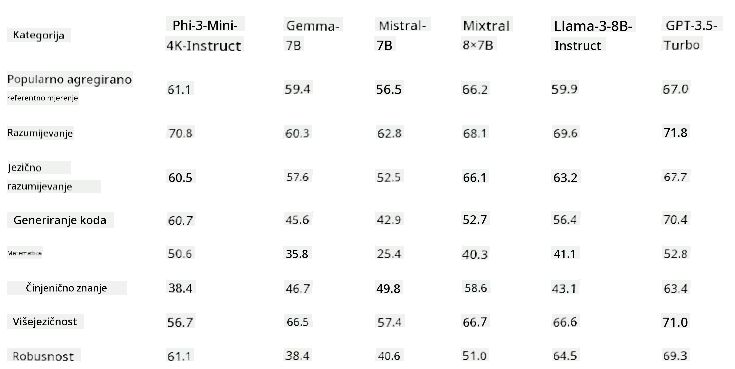 Kategorija Phi-3-Mini-4K-Instruct Gemma-7B Mistral-7B Mixtral 8×7B Llama-3-8B-Instruct GPT-3.5-Turbo
Popularno agregirano referentno mjerenje 61.1 59.4 56.5 66.2 59.9 67.0
Razumijevanje 70.8 60.3 62.8 68.1 69.6 71.8
Jezično razumijevanje 60.5 57.6 52.5 66.1 63.2 67.7
Generiranje koda 60.7 45.6 42.9 52.7 56.4 70.4
Matematika 50.6 35.8 25.4 40.3 41.1 52.8
Činjenično znanje 38.4 46.7 49.8 58.6 43.1 63.4
Višejezičnost 56.7 66.5 57.4 66.7 66.6 71.0
Robusnost 61.1 38.4 40.6 51.0 64.5 69.3